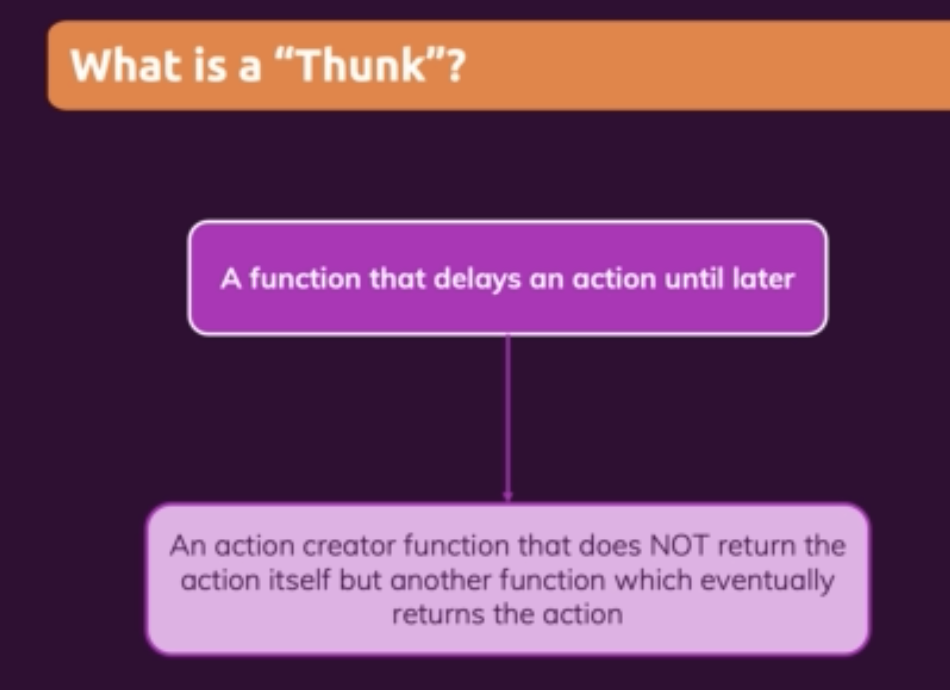 What is a “Thunk”?
A function that delays an action until later
An action creator function that does NOT return the
action itself but another function which eventually
returns the action